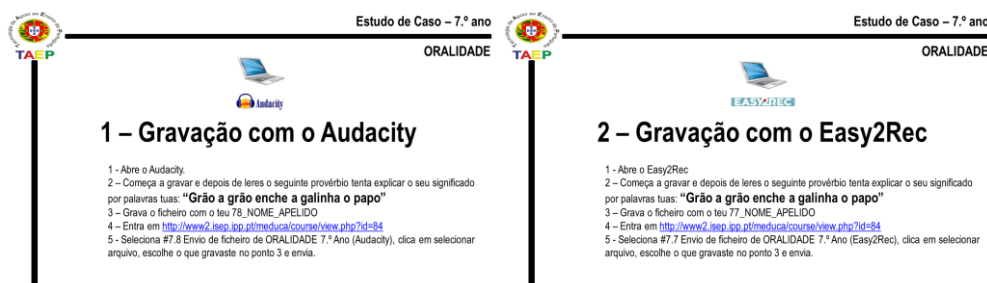 Estudo de Caso – 7.º ano
TAEP
ORALIDADE
Audacity
1 – Gravação com o Audacity
1 - Abre o Audacity.
2 – Começa a gravar e depois de leres o seguinte provérbio tenta explicar o seu significado
por palavras tuas: “Grão a grão enche a galinha o papo”
3 – Grava o ficheiro com o teu 78_NOME_APELIDO
4 – Entra em http://www2.isep.ipp.pt/meduca/course/view.php?id=84
5 - Seleciona #7.8 Envio de ficheiro de ORALIDADE 7.º Ano (Audacity), clica em selecionar
arquivo, escolhe o que gravaste no ponto 3 e envia.
Estudo de Caso – 7.º ano
TAEP
ORALIDADE
EASY2REC
2 – Gravação com o Easy2Rec
1 - Abre o Easy2Rec
2 – Começa a gravar e depois de leres o seguinte provérbio tenta explicar o seu significado
por palavras tuas: “Grão a grão enche a galinha o papo”
3 – Grava o ficheiro com o teu 77_NOME_APELIDO
4 – Entra em http://www2.isep.ipp.pt/meduca/course/view.php?id=84
5 - Seleciona #7.7 Envio de ficheiro de ORALIDADE 7.º Ano (Easy2Rec), clica em selecionar
arquivo, escolhe o que gravaste no ponto 3 e envia.